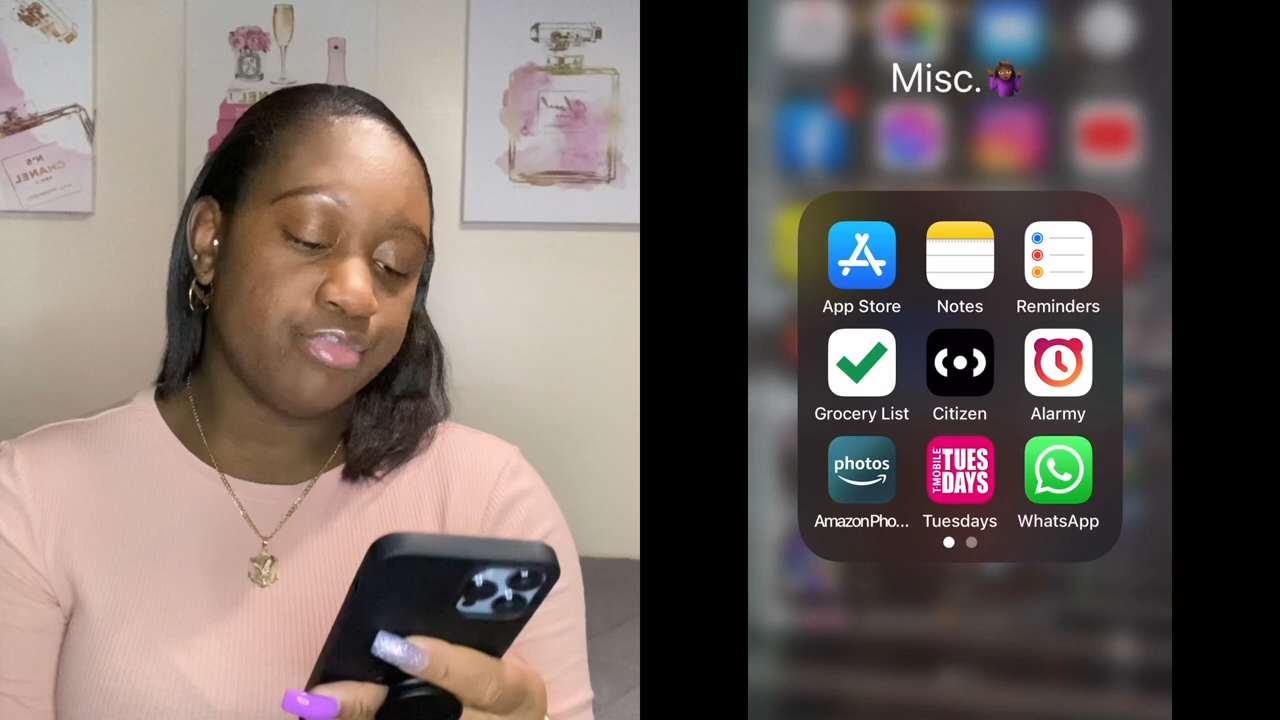 Misc.🤷🏾‍♀️
App Store
Notes
Reminders
Grocery List
Citizen
Alarmy
photos
T-MOBILE
TUES
DAYS
AmazonPho...
Tuesdays
WhatsApp
N°5
CHANEL